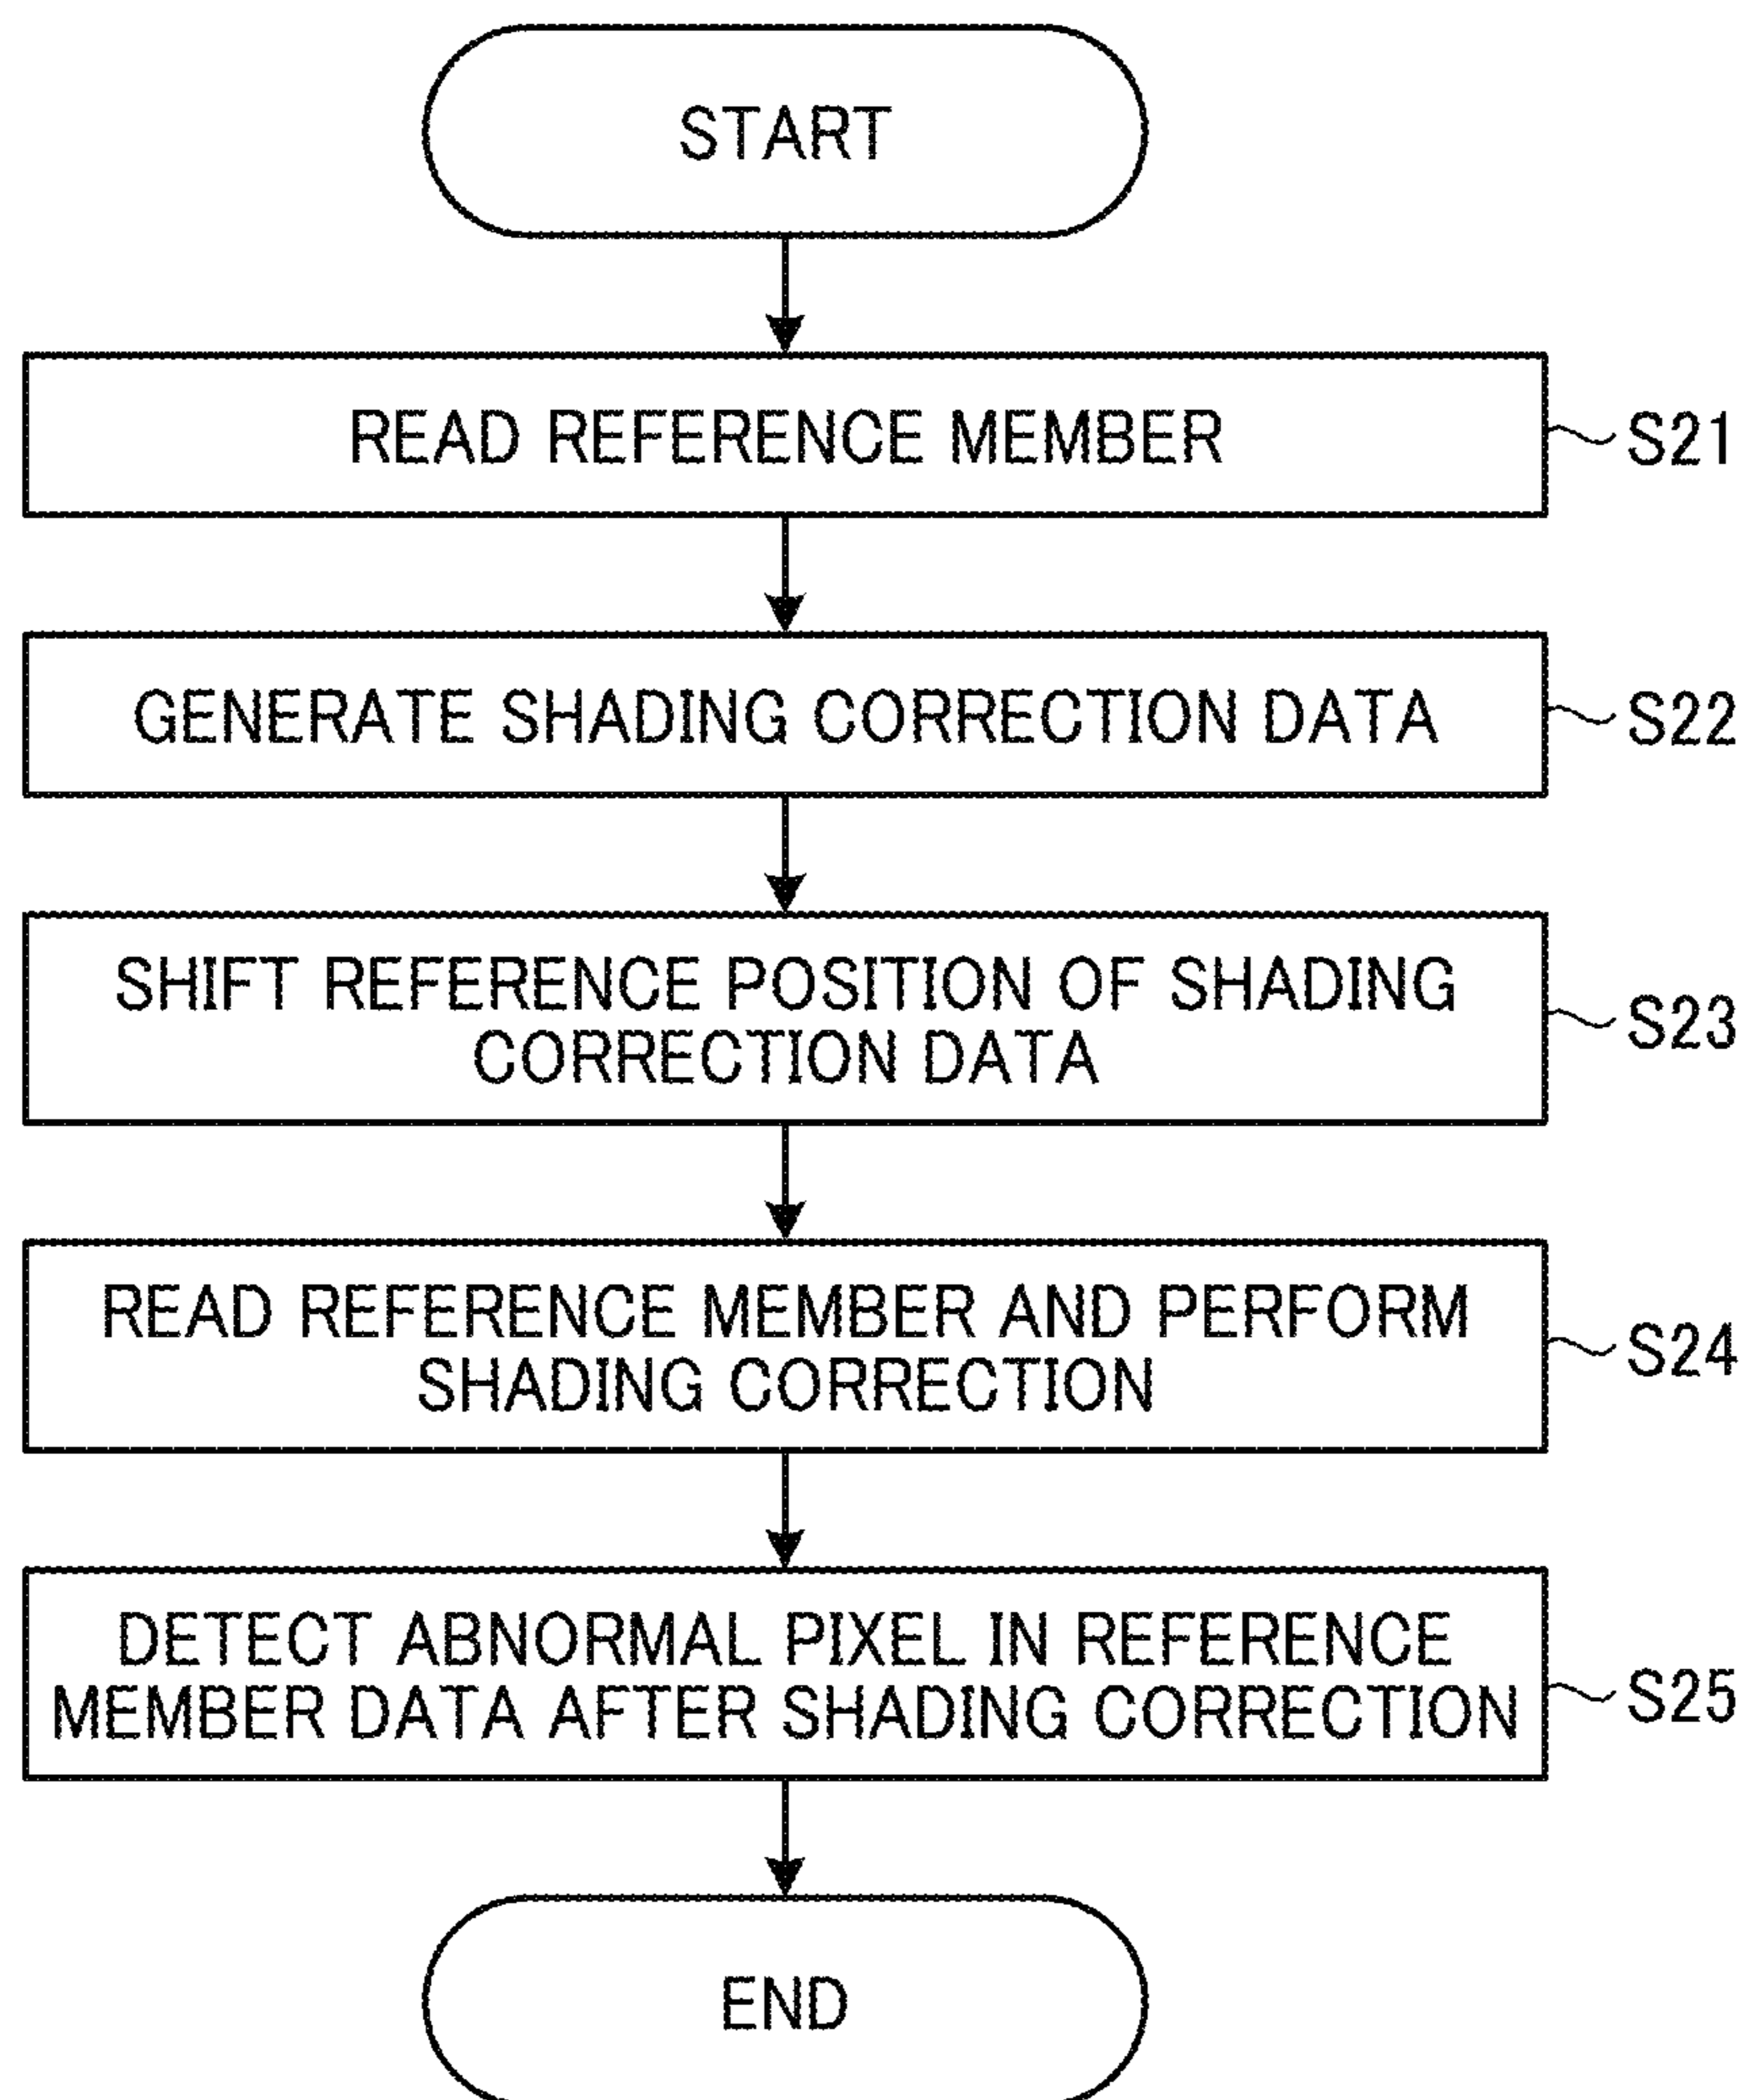 START
READ REFERENCE MEMBER
S21
GENERATE SHADING CORRECTION DATA
S22
SHIFT REFERENCE POSITION OF SHADING
CORRECTION DATA
S23
READ REFERENCE MEMBER AND PERFORM
SHADING CORRECTION
S24
DETECT ABNORMAL PIXEL IN REFERENCE
MEMBER DATA AFTER SHADING CORRECTION
S25
END